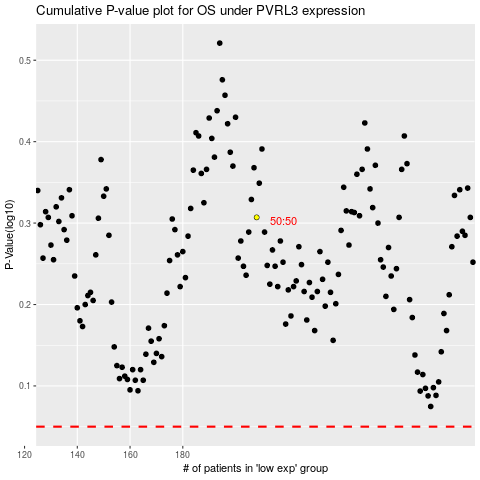 Cumulative P-value plot for OS under PVRL3 expression
P-Value(log10)
0.5
0.4
0.3
0.2
0.1
50:50
120 140 160 180
# of patients in 'low exp' group